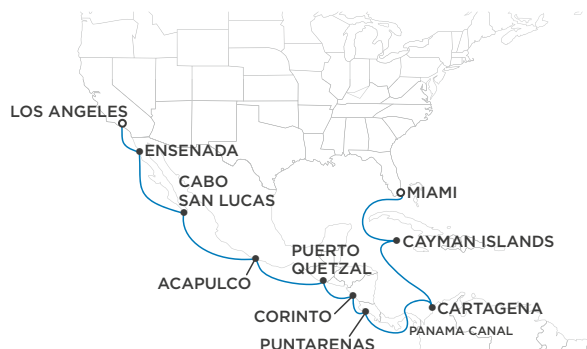 LOS ANGELES
ENSENADA
CABO
SAN LUCAS
MIAMI
CAYMAN ISLANDS
PUERTO
QUETZAL
ACAPULCO
CORINTO
CARTAGENA
PANAMA CANAL
PUNTARENAS